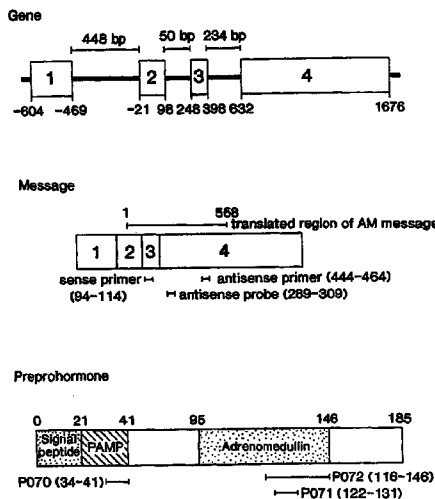 Gene
448 bp 50 bp 234 bp
1 2 3 4
-604 -469 -21 98 248 398 632 1676
Message
1 558
translated region of AM message
1 2 3 4
sense primer antisense primer (444-464)
(94-114) antisense probe (289-309)
Preprohormone
0 21 41 95 146 185
Signal peptide PAMP Adrenomedullin
P070 (34-41) P072 (116-146)
P071 (122-131)